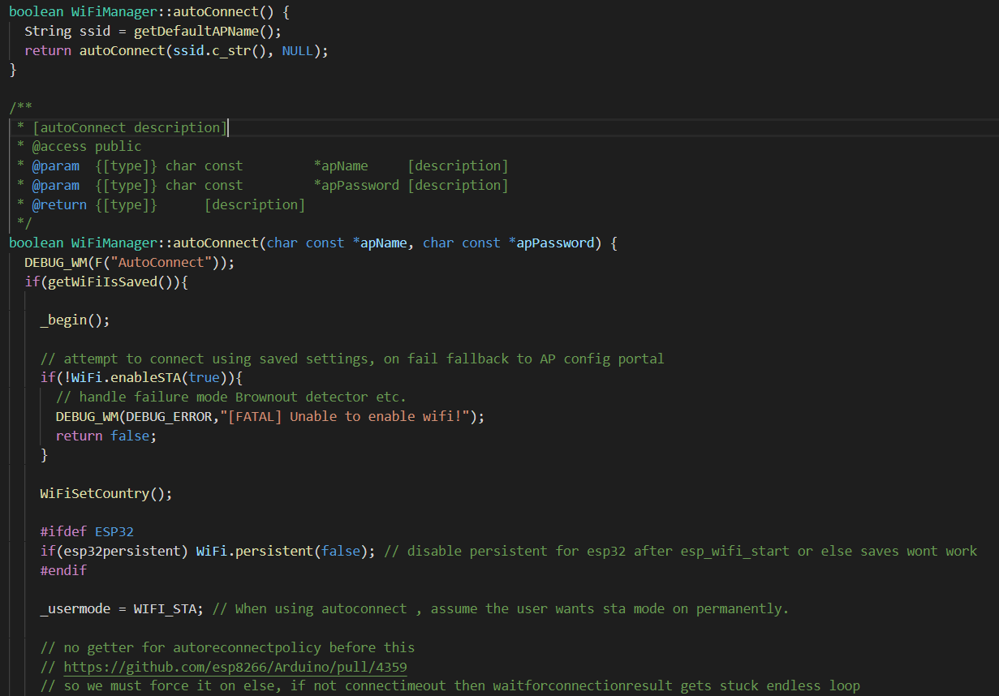 boolean WiFiManager::autoConnect() {
  String ssid = getDefaultAPName();
  return autoConnect(ssid.c_str(), NULL);
}
/**
 * [autoConnect description]
 * @access public
 * @param  {[type]} char const         *apName     [description]
 * @param  {[type]} char const         *apPassword [description]
 * @return {[type]}      [description]
 */
boolean WiFiManager::autoConnect(char const *apName, char const *apPassword) {
  DEBUG_WM(F("AutoConnect"));
  if(getWiFiIsSaved()){
    _begin();
    // attempt to connect using saved settings, on fail fallback to AP config portal
    if(!WiFi.enableSTA(true)){
      // handle failure mode Brownout detector etc.
      DEBUG_WM(DEBUG_ERROR,"[FATAL] Unable to enable wifi!");
      return false;
    }
    WiFiSetCountry();
    #ifdef ESP32
    if(esp32persistent) WiFi.persistent(false); // disable persistent for esp32 after esp_wifi_start or else saves wont work
    #endif
    _usermode = WIFI_STA; // When using autoconnect , assume the user wants sta mode on permanently.
    // no getter for autoreconnectpolicy before this
    // https://github.com/esp8266/Arduino/pull/4359
    // so we must force it on else, if not connectimeout then waitforconnectionresult gets stuck endless loop